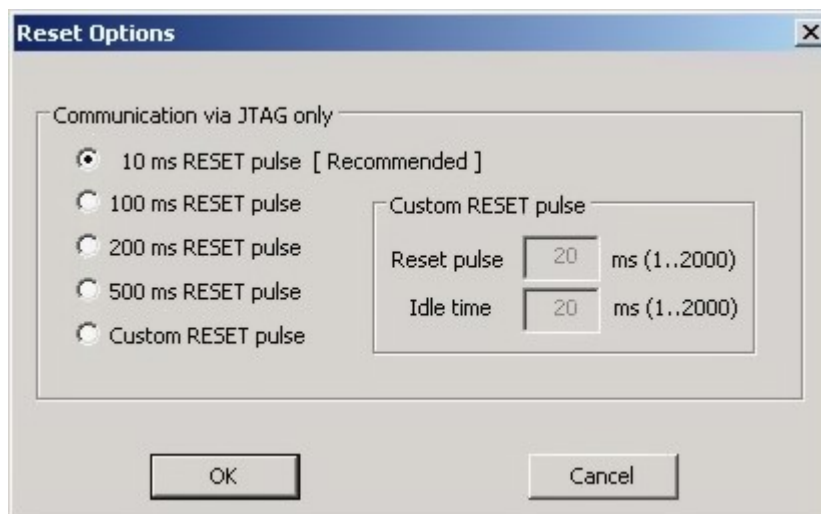 Reset Options
Communication via JTAG only
10 ms RESET pulse [ Recommended ]
100 ms RESET pulse
200 ms RESET pulse
500 ms RESET pulse
Custom RESET pulse
Custom RESET pulse
Reset pulse 20 ms (1..2000)
Idle time 20 ms (1..2000)
OK Cancel